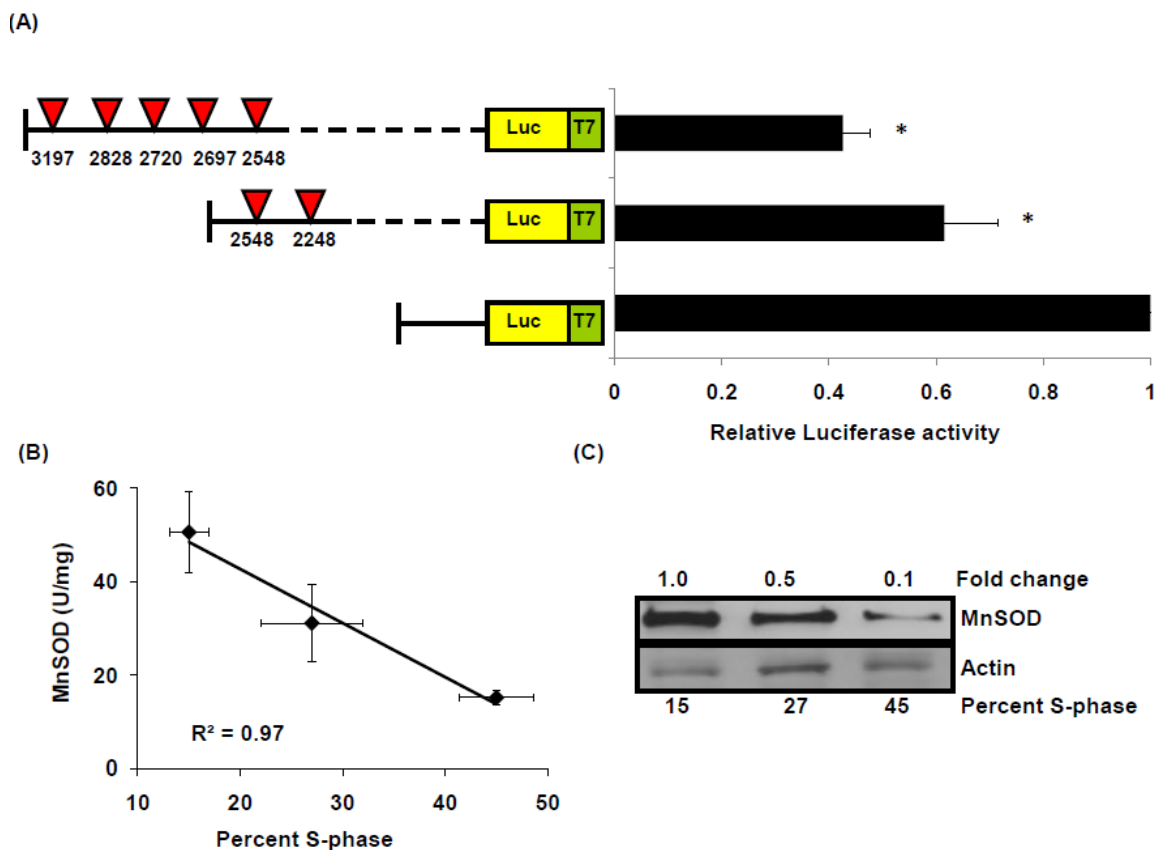 (A)
3197 2828 2720 2697 2548
Luc T7
*
2548 2248
Luc T7
*
Luc T7
0 0.2 0.4 0.6 0.8 1
Relative Luciferase activity
(B)
MnSOD (U/mg)
60
40
20
0
R² = 0.97
10 20 30 40 50
Percent S-phase
(C)
1.0 0.5 0.1 Fold change
MnSOD
Actin
15 27 45 Percent S-phase